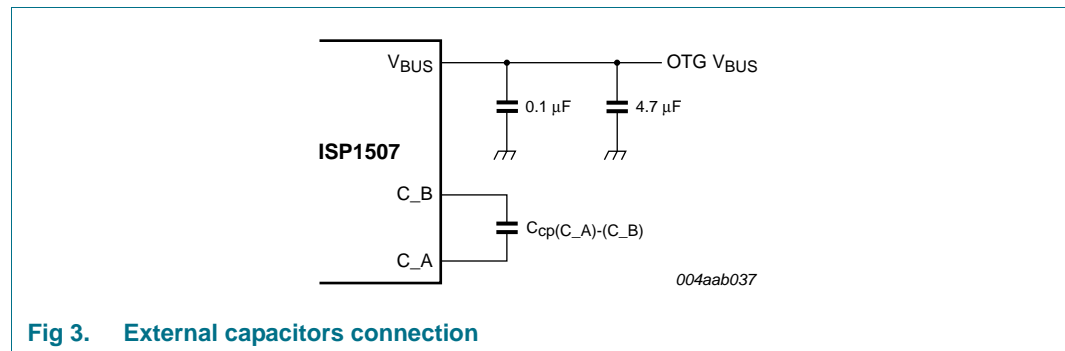 VBUS
OTG VBUS
0.1 μF
4.7 μF
ISP1507
C_B
Ccp(C_A)-(C_B)
C_A
004aab037
Fig 3. External capacitors connection